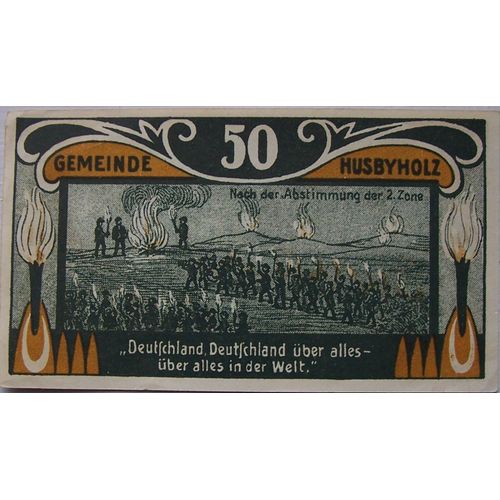 50
GEMEINDE HUSBYHOLZ
Nach der Abstimmung der 2. Zone
„Deutſchland, Deutſchland über alles-
über alles in der Welt."